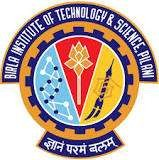 BIRLA INSTITUTE OF TECHNOLOGY & SCIENCE, PILANI
ज्ञानं परमं बलम्